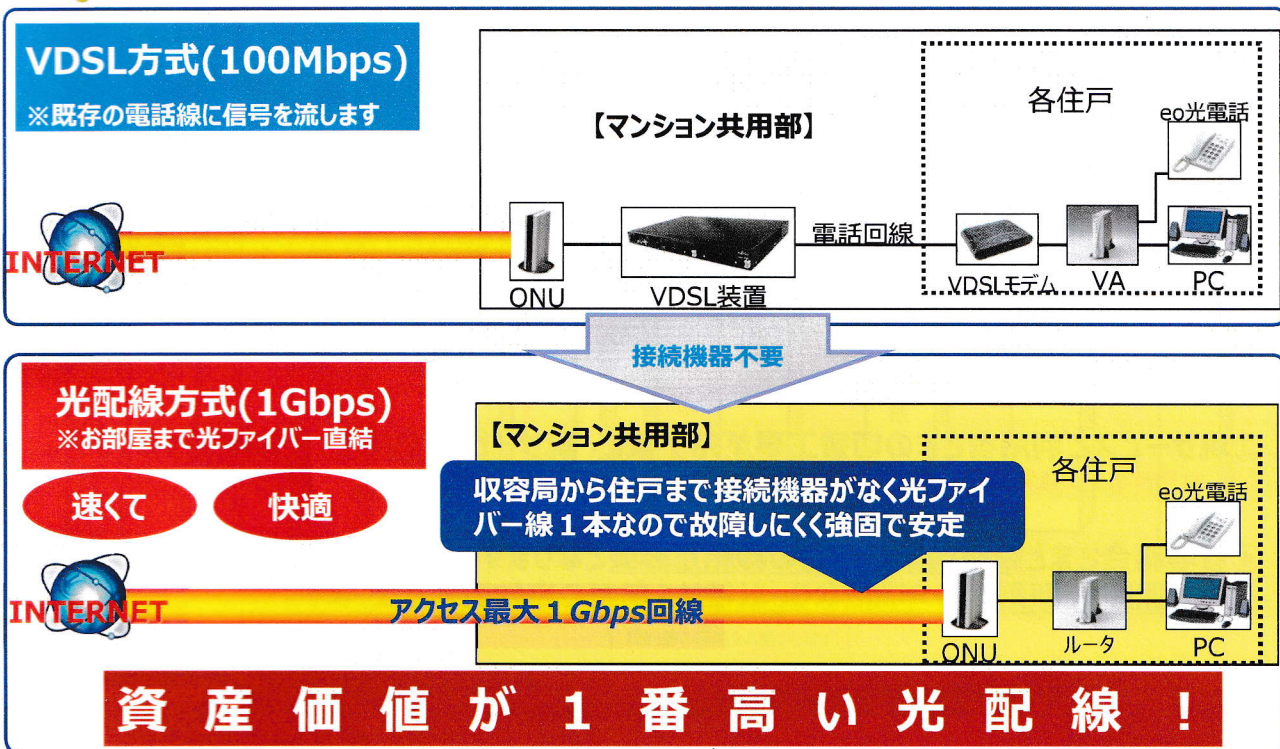 VDSL方式(100Mbps)
※既存の電話線に信号を流します
【マンション共用部】
各住戸
eo光電話
INTERNET
電話回線
ONU
VDSL装置
VDSLモデム
VA
PC
接続機器不要
光配線方式(1Gbps)
※お部屋まで光ファイバー直結
速くて
快適
【マンション共用部】
各住戸
収容局から住戸まで接続機器がなく光ファイ
バー線1本なので故障しにくく強固で安定
eo光電話
INTERNET
アクセス最大1Gbps回線
ONU
ルータ
PC
資産価値が1番高い光配線!